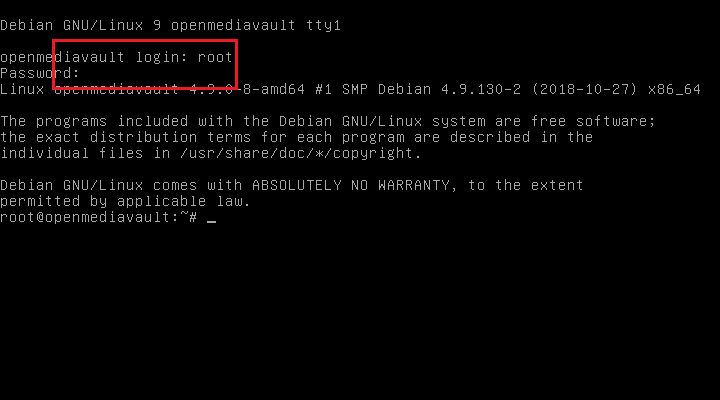 Debian GNU/Linux 9 openmediavault tty1
openmediavault login: root
Password:
Linux openmediavault 4.9.0-8-amd64 #1 SMP Debian 4.9.130-2 (2018-10-27) x86_64
The programs included with the Debian GNU/Linux system are free software;
the exact distribution terms for each program are described in the
individual files in /usr/share/doc/*/copyright.
Debian GNU/Linux comes with ABSOLUTELY NO WARRANTY, to the extent
permitted by applicable law.
root@openmediavault:~# _